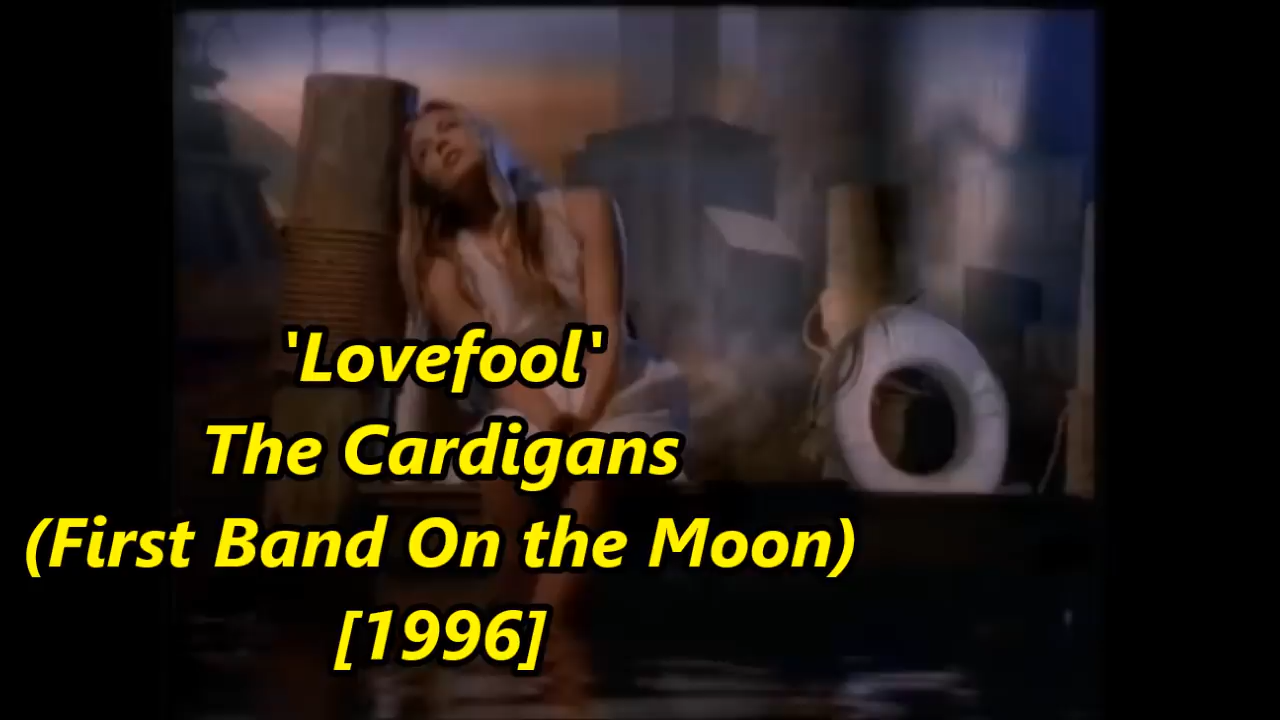 'Lovefool'
The Cardigans
(First Band On the Moon)
[1996]